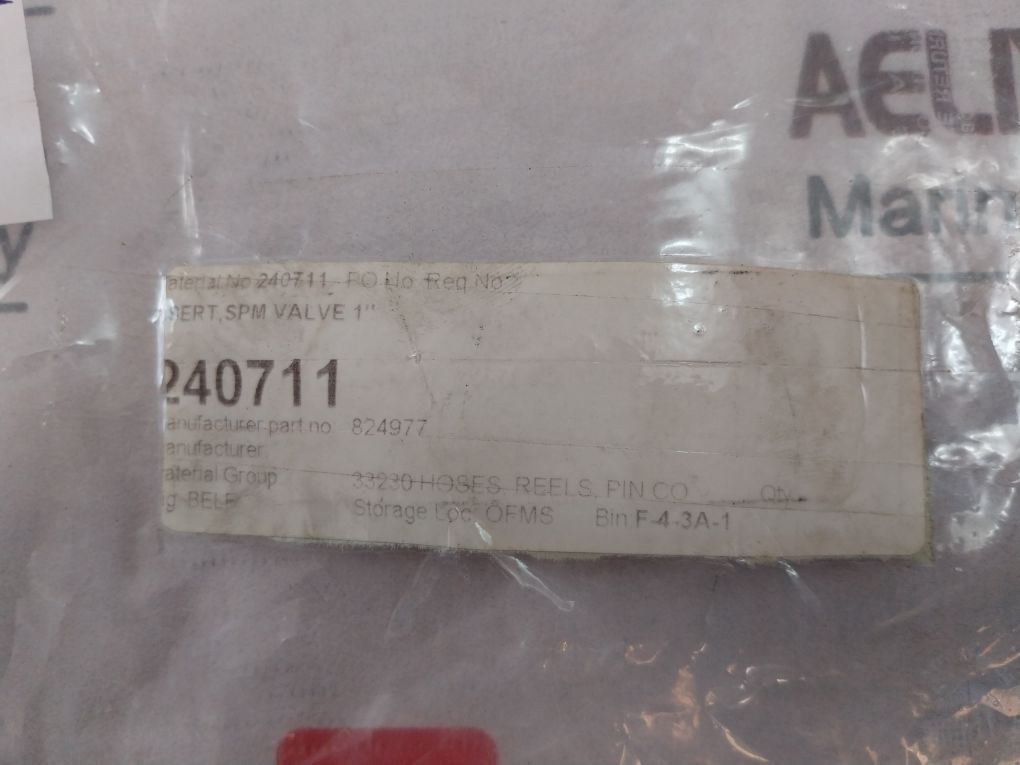 AEL
Marin
y
aterial No 240711 PO No Req No
SERT,SPM VALVE 1"
240711
anufacturer part no 824977
anufacturer
aterial Group 33230 HOSES, REELS, PIN CO Qty
g BELF
Storage Loc OFMS Bin F-4-3A-1